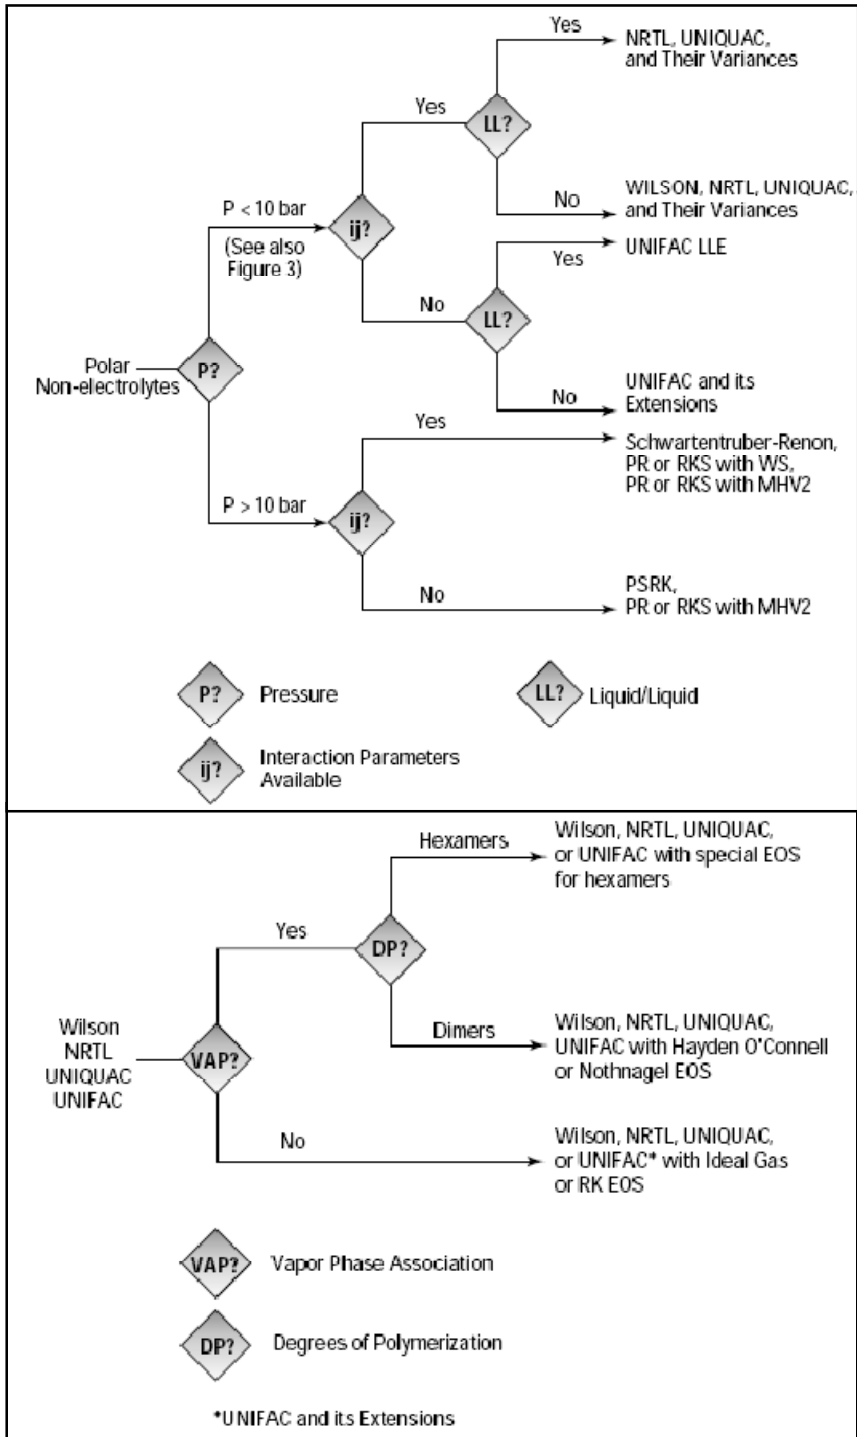 Yes
NRTL, UNIQUAC,
and Their Variances
Yes
LL?
No
WILSON, NRTL, UNIQUAC,
and Their Variances
P < 10 bar
(See also
Figure 3)
ij?
Yes
UNIFAC LLE
No
LL?
Polar
Non-electrolytes
P?
No
UNIFAC and its
Extensions
Yes
Schwartentruber-Renon,
PR or RKS with WS,
PR or RKS with MHV2
P > 10 bar
ij?
No
PSRK,
PR or RKS with MHV2
P?
Pressure
LL?
Liquid/Liquid
ij?
Interaction Parameters
Available
Hexamers
Wilson, NRTL, UNIQUAC,
or UNIFAC with special EOS
for hexamers
Yes
DP?
Dimers
Wilson, NRTL, UNIQUAC,
UNIFAC with Hayden O'Connell
or Nothnagel EOS
Wilson
NRTL
UNIQUAC
UNIFAC
VAP?
No
Wilson, NRTL, UNIQUAC,
or UNIFAC* with Ideal Gas
or RK EOS
VAP?
Vapor Phase Association
DP?
Degrees of Polymerization
*UNIFAC and its Extensions